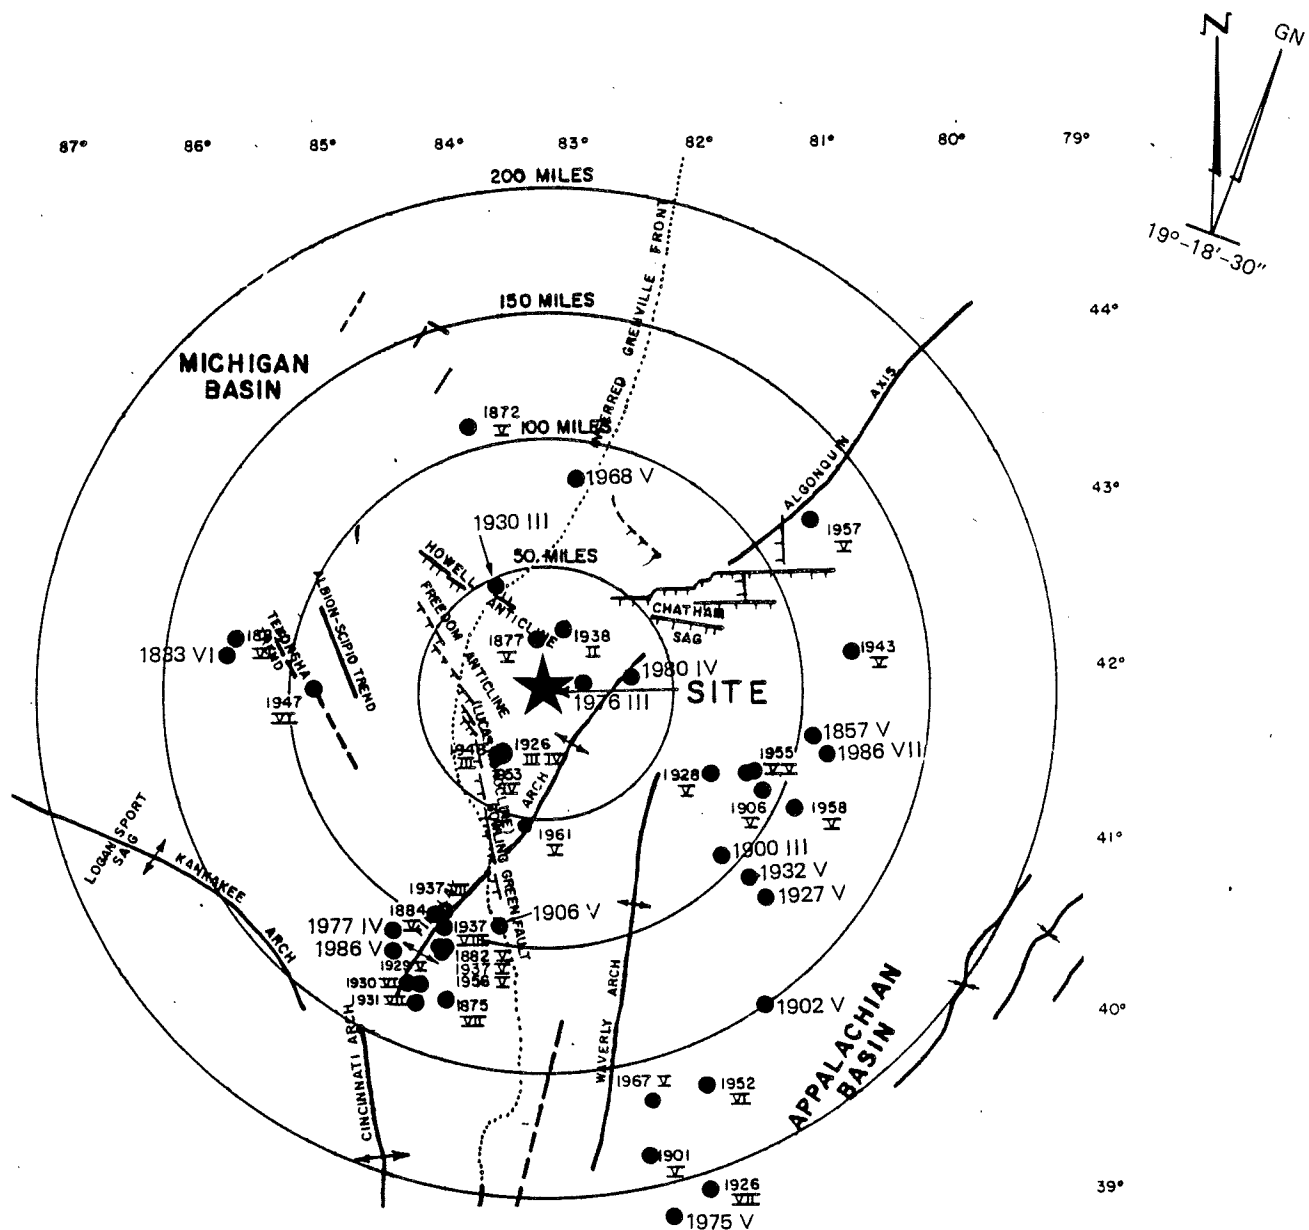 N
GN
19°-18'-30"
87°
86°
85°
84°
83°
82°
81°
80°
79°
200 MILES
150 MILES
100 MILES
50 MILES
44°
43°
42°
41°
40°
39°
MICHIGAN
BASIN
INFERRED GRENVILLE FRONT
ALGONQUIN AXIS
1872
V
1968 V
1930 III
1957
V
HOWELL
ANTICLINE
FREEDOM ANTICLINE
ALBION-SCIPIO TREND
TEKONSHA
TREND
CHATHAM
SAG
1877
V
1938
II
1883 VI
1947
VI
1980 IV
1976 III
SITE
1943
V
1857 V
1986 VII
1926
III IV
III
1953
V
1955
V V
1928
V
1906
V
1958
V
ARCH
1961
V
1900 III
1932 V
1927 V
LOGANSPORT
SAG
KANKAKEE
ARCH
BOWLING GREEN FAULT
1937 VII
1884
1977 IV
1986 V
1906 V
1937
VIII
1882 V
1937 V
1956 V
1929 V
1930 VI
1931 VII
1875
VII
CINCINNATI ARCH
WAVERLY ARCH
1902 V
APPALACHIAN
BASIN
1967 V
1952
VI
1901
V
1926
VII
1975 V